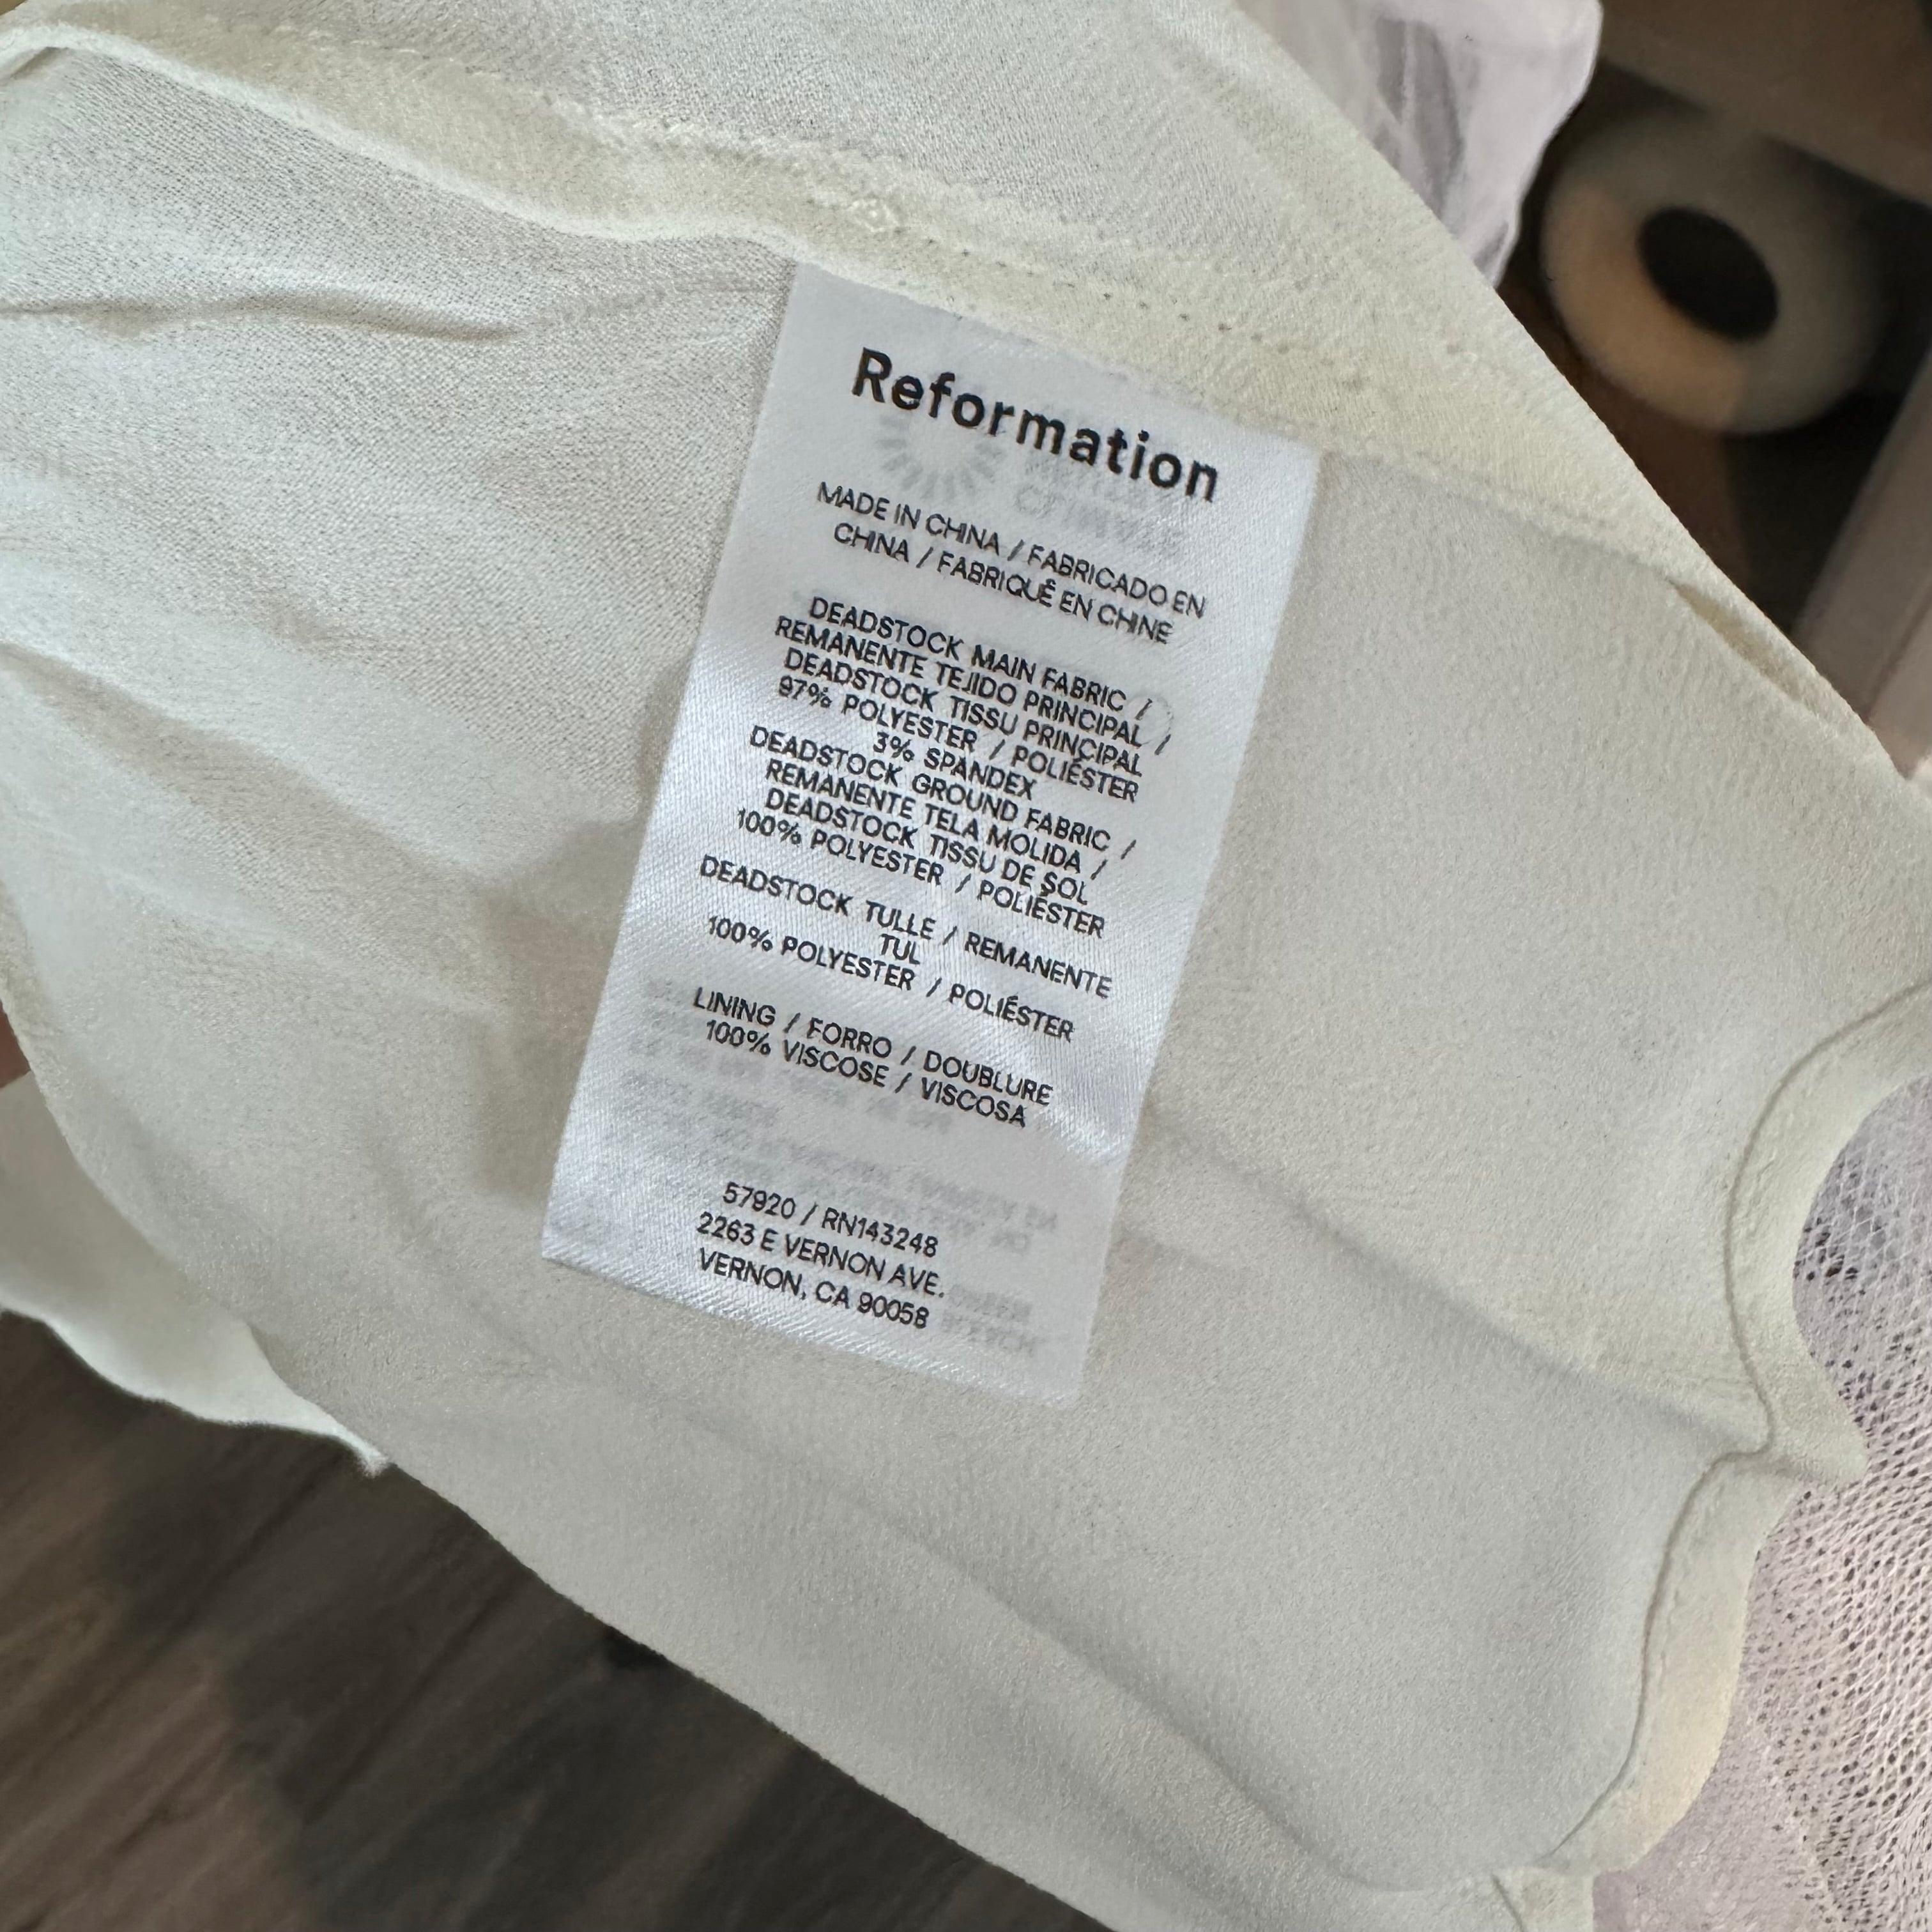 Reformation
MADE IN CHINA / FABRICADO EN
CHINA / FABRIQUÊ EN CHINE
DEADSTOCK MAIN FABRIC /
REMANENTE TEJIDO PRINCIPAL /
DEADSTOCK TISSU PRINCIPAL
97% POLYESTER / POLIÉSTER
3% SPANDEX
DEADSTOCK GROUND FABRIC /
REMANENTE TELA MOLIDA /
DEADSTOCK TISSU DE SOL
100% POLYESTER / POLIÉSTER
DEADSTOCK TULLE / REMANENTE
TUL
100% POLYESTER / POLIÉSTER
LINING / FORRO / DOUBLURE
100% VISCOSE / VISCOSA
57920 / RN143248
2263 E VERNON AVE.
VERNON, CA 90058